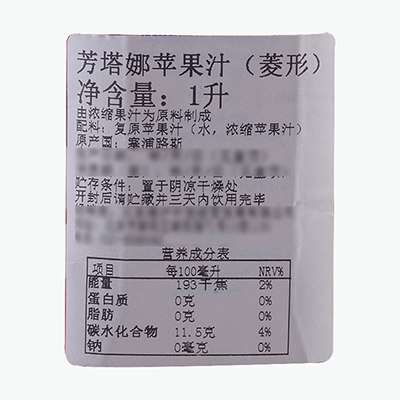 芳塔娜苹果汁（菱形）
净含量：1升
由浓缩果汁为原料制成
配料：复原苹果汁（水，浓缩苹果汁）
原产国：塞浦路斯
贮存条件：置于阴凉干燥处
开封后请贮藏并三天内饮用完毕
营养成分表
项目 每100毫升 NRV%
能量 193千焦 2%
蛋白质 0克 0%
脂肪 0克 0%
碳水化合物 11.5克 4%
钠 0毫克 0%